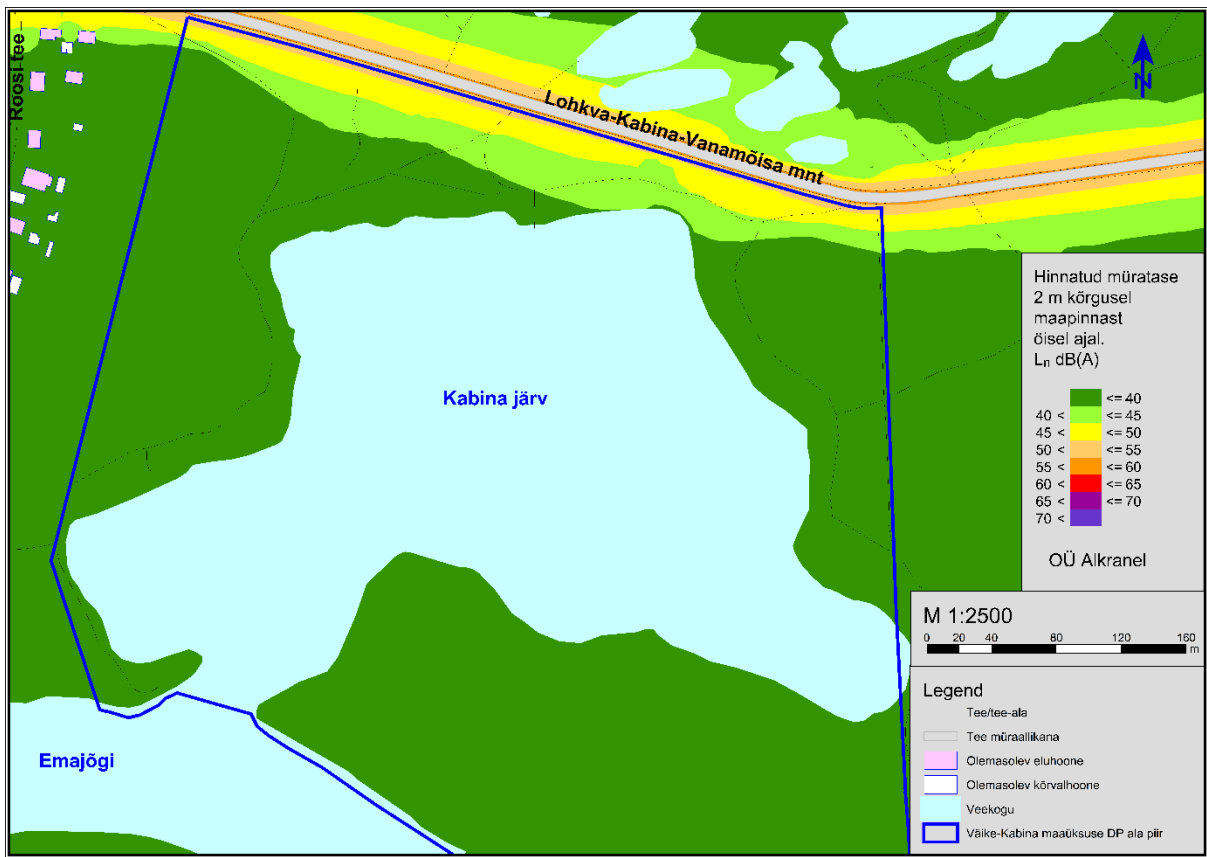 Roosi tee
Lohkva-Kabina-Vanamõisa mnt
N
Kabina järv
Emajõgi
Hinnatud müratase
2 m kõrgusel
maapinnast
öisel ajal.
Lₙ dB(A)
<= 40
40 < <= 45
45 < <= 50
50 < <= 55
55 < <= 60
60 < <= 65
65 < <= 70
70 <
OÜ Alkranel
M 1:2500
0 20 40 80 120 160
m
Legend
Tee/tee-ala
Tee müraallikana
Olemasolev eluhoone
Olemasolev kõrvalhoone
Veekogu
Väike-Kabina maaüksuse DP ala piir